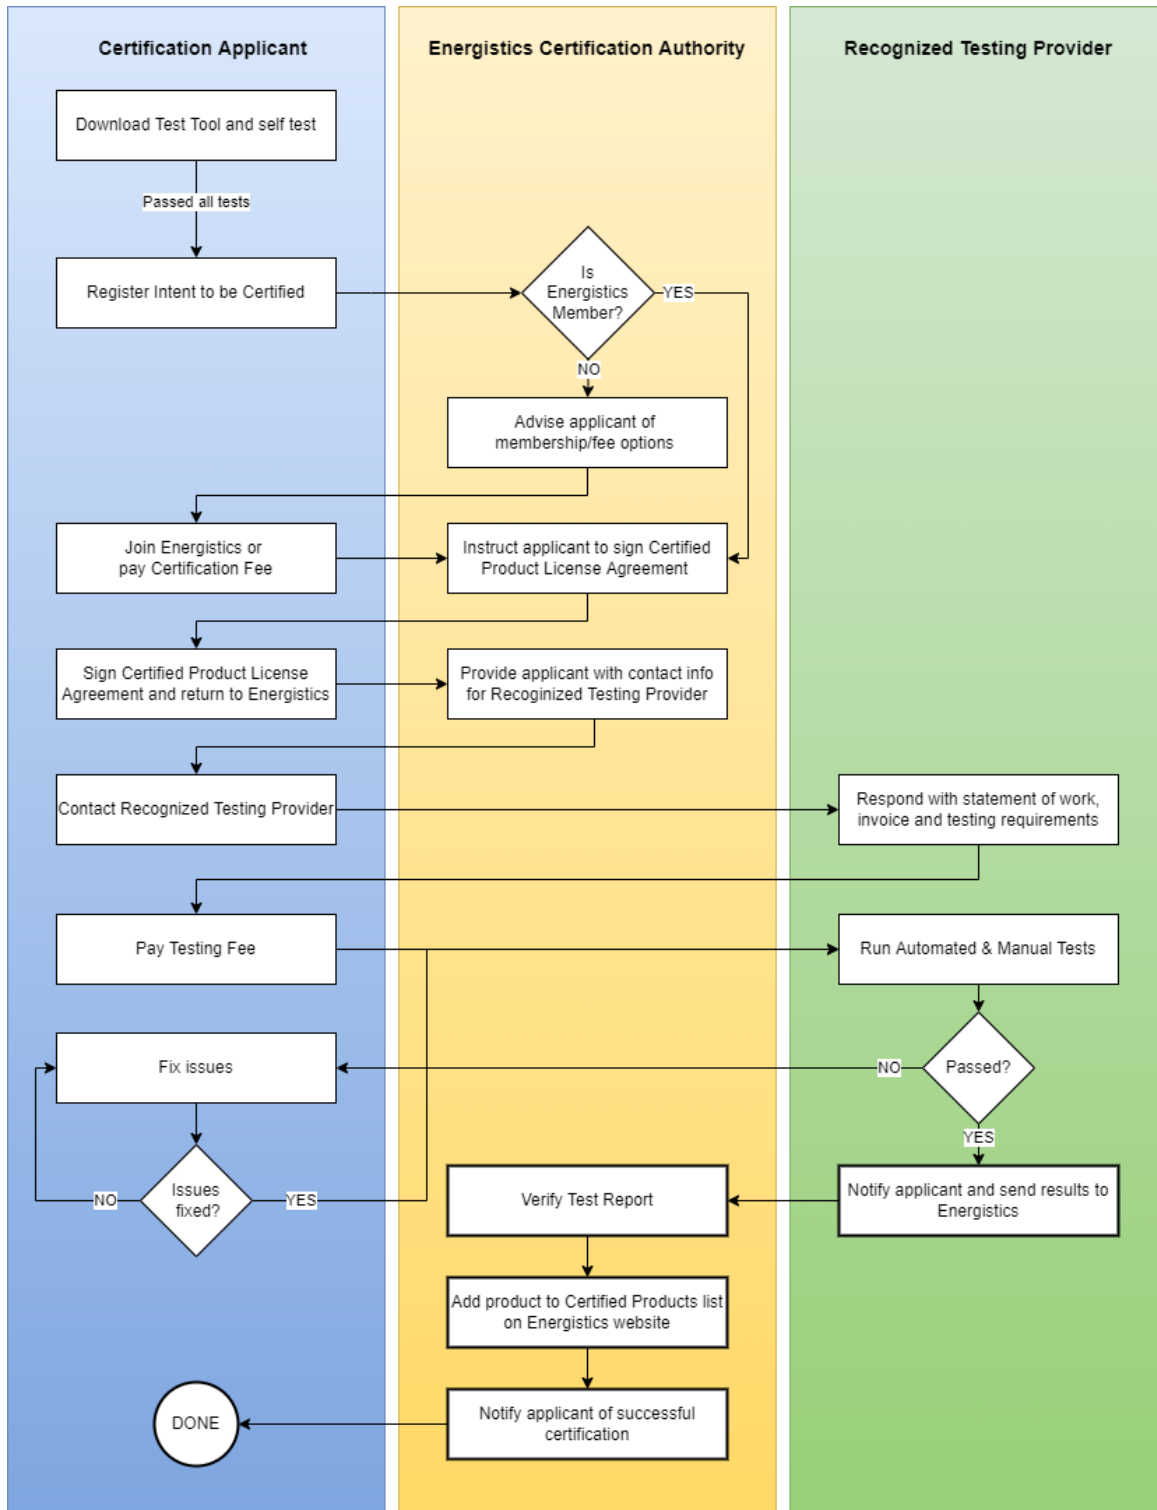 Certification Applicant
Energistics Certification Authority
Recognized Testing Provider
Download Test Tool and self test
Passed all tests
Register Intent to be Certified
Is
Energistics
Member?
YES
NO
Advise applicant of
membership/fee options
Join Energistics or
pay Certification Fee
Instruct applicant to sign Certified
Product License Agreement
Sign Certified Product License
Agreement and return to Energistics
Provide applicant with contact info
for Recoginized Testing Provider
Contact Recognized Testing Provider
Respond with statement of work,
invoice and testing requirements
Pay Testing Fee
Run Automated & Manual Tests
Passed?
NO
Fix issues
YES
Issues
fixed?
NO
YES
Notify applicant and send results to
Energistics
Verify Test Report
Add product to Certified Products list
on Energistics website
Notify applicant of successful
certification
DONE